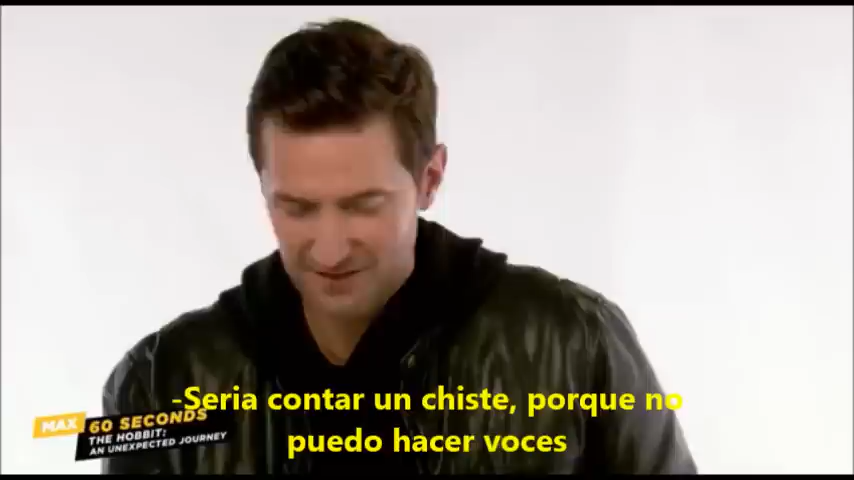 -Seria contar un chiste, porque no
puedo hacer voces
MAX
60 SECONDS
THE HOBBIT:
AN UNEXPECTED JOURNEY